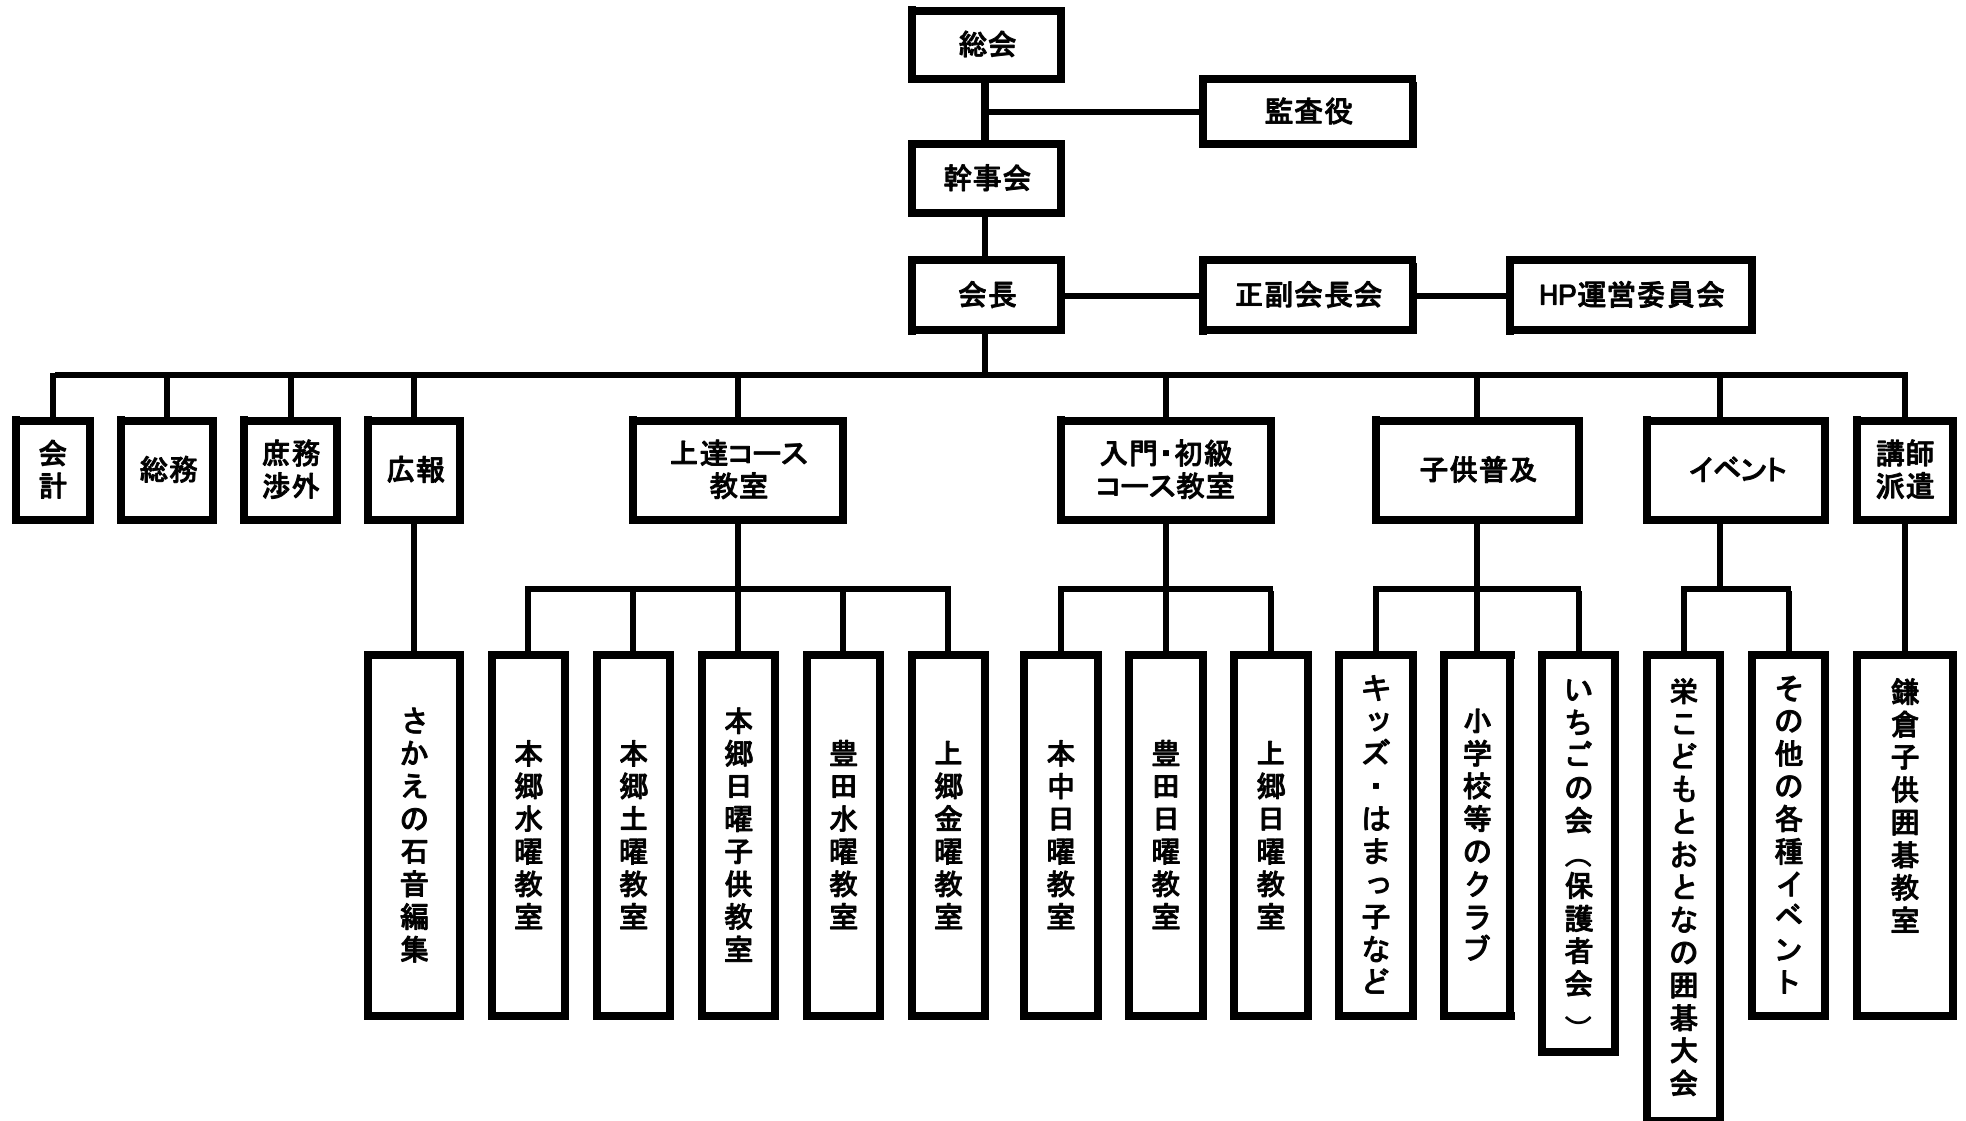 総会
監査役
幹事会
会長
正副会長会
HP運営委員会
会
計
総務
庶務
渉外
広報
上達コース
教室
入門・初級
コース教室
子供普及
イベント
講師
派遣
さかえの石音編集
本郷水曜教室
本郷土曜教室
本郷日曜子供教室
豊田水曜教室
上郷金曜教室
本中日曜教室
豊田日曜教室
上郷日曜教室
キッズ・はまっ子など
小学校等のクラブ
いちごの会（保護者会）
栄こどもとおとなの囲碁大会
その他の各種イベント
鎌倉子供囲碁教室